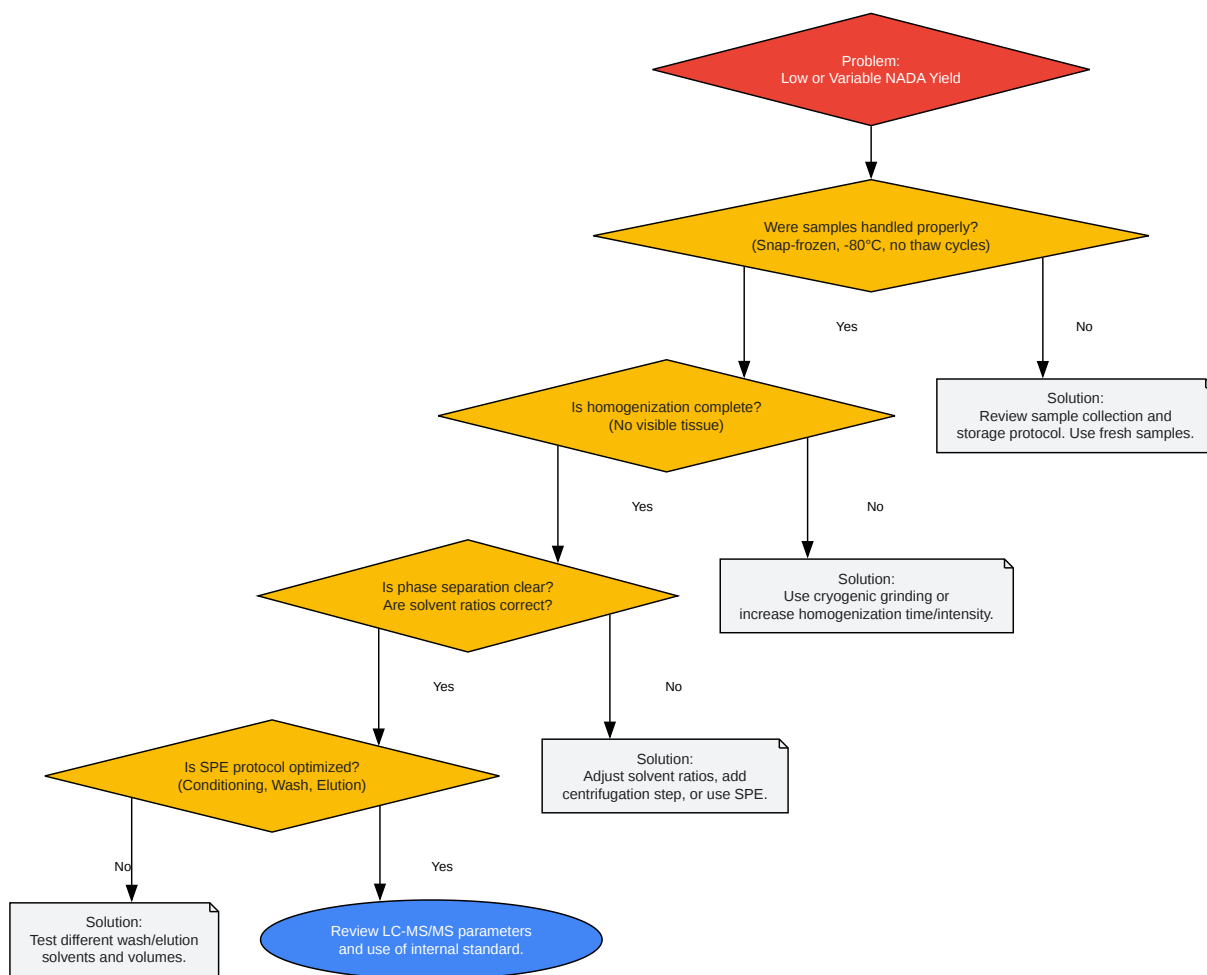 Problem:
Low or Variable NADA Yield
Were samples handled properly?
(Snap-frozen, -80°C, no thaw cycles)
Yes
No
Is homogenization complete?
(No visible tissue)
Solution:
Review sample collection and
storage protocol. Use fresh samples.
Yes
No
Is phase separation clear?
Are solvent ratios correct?
Solution:
Use cryogenic grinding or
increase homogenization time/intensity.
Yes
No
Is SPE protocol optimized?
(Conditioning, Wash, Elution)
Solution:
Adjust solvent ratios, add
centrifugation step, or use SPE.
No
Yes
Solution:
Test different wash/elution
solvents and volumes.
Review LC-MS/MS parameters
and use of internal standard.